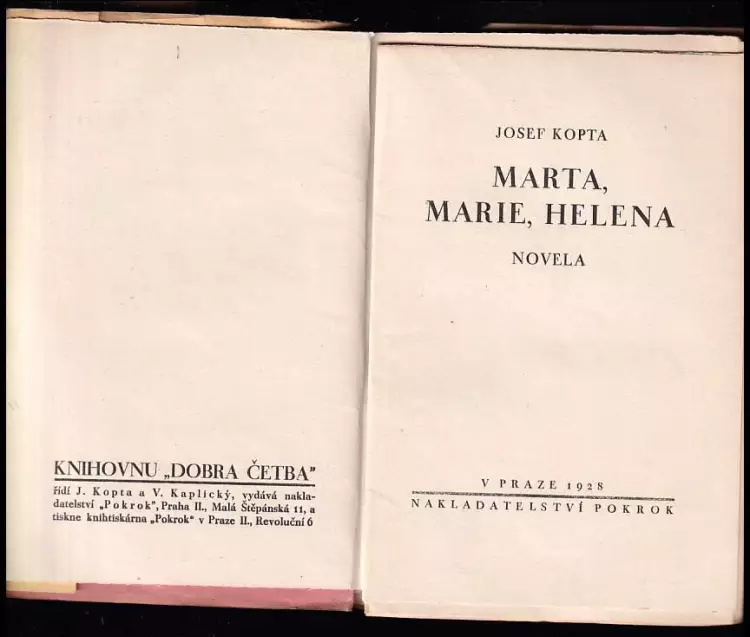 KNIHOVNU „DOBRA ČETBA"
řídí J. Kopta a V. Kaplický, vydává nakla-
datelství „Pokrok", Praha II., Malá Štěpánská 11, a
tiskne knihtiskárna „Pokrok" v Praze II., Revoluční 6
JOSEF KOPTA
MARTA,
MARIE, HELENA
NOVELA
V PRAZE 1928
NAKLADATELSTVÍ POKROK